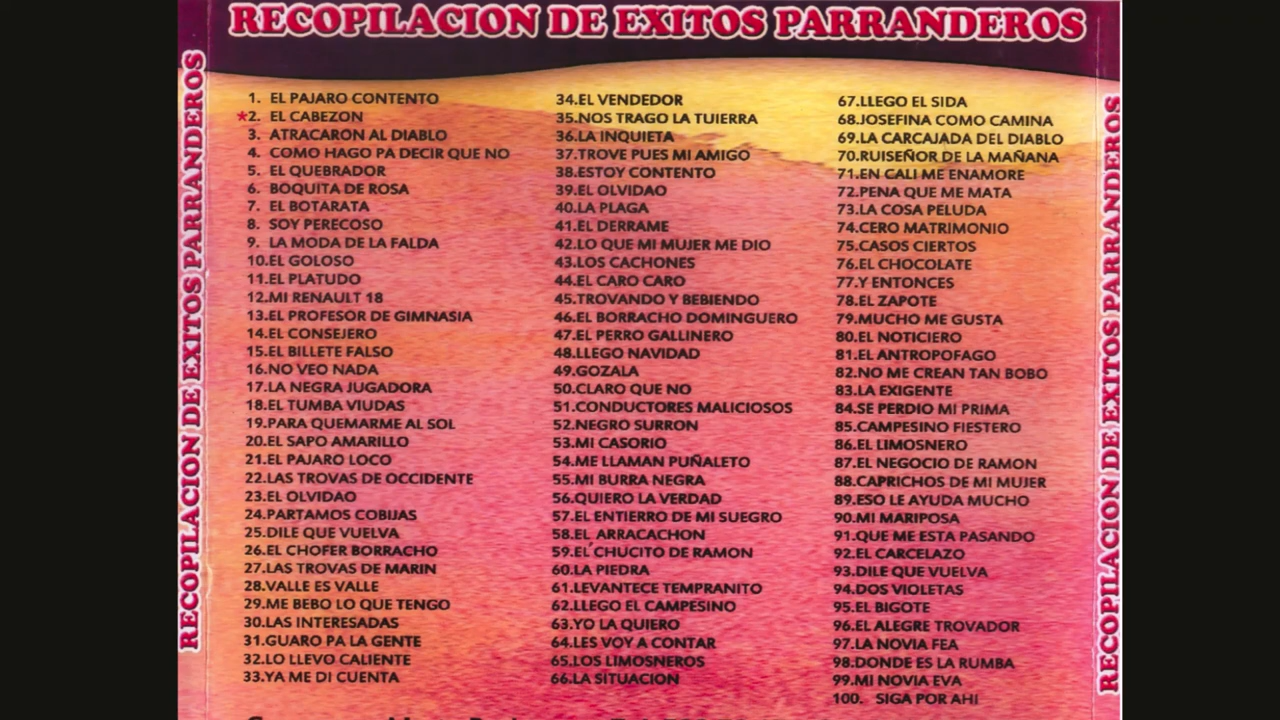 RECOPILACION DE EXITOS PARRANDEROS
RECOPILACION DE EXITOS PARRANDEROS
1. EL PAJARO CONTENTO
*2. EL CABEZON
3. ATRACARON AL DIABLO
4. COMO HAGO PA DECIR QUE NO
5. EL QUEBRADOR
6. BOQUITA DE ROSA
7. EL BOTARATA
8. SOY PERECOSO
9. LA MODA DE LA FALDA
10.EL GOLOSO
11.EL PLATUDO
12.MI RENAULT 18
13.EL PROFESOR DE GIMNASIA
14.EL CONSEJERO
15.EL BILLETE FALSO
16.NO VEO NADA
17.LA NEGRA JUGADORA
18.EL TUMBA VIUDAS
19.PARA QUEMARME AL SOL
20.EL SAPO AMARILLO
21.EL PAJARO LOCO
22.LAS TROVAS DE OCCIDENTE
23.EL OLVIDAO
24.PARTAMOS COBIJAS
25.DILE QUE VUELVA
26.EL CHOFER BORRACHO
27.LAS TROVAS DE MARIN
28.VALLE ES VALLE
29.ME BEBO LO QUE TENGO
30.LAS INTERESADAS
31.GUARO PA LA GENTE
32.LO LLEVO CALIENTE
33.YA ME DI CUENTA
34.EL VENDEDOR
35.NOS TRAGO LA TUIERRA
36.LA INQUIETA
37.TROVE PUES MI AMIGO
38.ESTOY CONTENTO
39.EL OLVIDAO
40.LA PLAGA
41.EL DERRAME
42.LO QUE MI MUJER ME DIO
43.LOS CACHONES
44.EL CARO CARO
45.TROVANDO Y BEBIENDO
46.EL BORRACHO DOMINGUERO
47.EL PERRO GALLINERO
48.LLEGO NAVIDAD
49.GOZALA
50.CLARO QUE NO
51.CONDUCTORES MALICIOSOS
52.NEGRO SURRON
53.MI CASORIO
54.ME LLAMAN PUÑALETO
55.MI BURRA NEGRA
56.QUIERO LA VERDAD
57.EL ENTIERRO DE MI SUEGRO
58.EL ARRACACHON
59.EL CHUCITO DE RAMON
60.LA PIEDRA
61.LEVANTECE TEMPRANITO
62.LLEGO EL CAMPESINO
63.YO LA QUIERO
64.LES VOY A CONTAR
65.LOS LIMOSNEROS
66.LA SITUACION
67.LLEGO EL SIDA
68.JOSEFINA COMO CAMINA
69.LA CARCAJADA DEL DIABLO
70.RUISEÑOR DE LA MAÑANA
71.EN CALI ME ENAMORE
72.PENA QUE ME MATA
73.LA COSA PELUDA
74.CERO MATRIMONIO
75.CASOS CIERTOS
76.EL CHOCOLATE
77.Y ENTONCES
78.EL ZAPOTE
79.MUCHO ME GUSTA
80.EL NOTICIERO
81.EL ANTROPOFAGO
82.NO ME CREAN TAN BOBO
83.LA EXIGENTE
84.SE PERDIO MI PRIMA
85.CAMPESINO FIESTERO
86.EL LIMOSNERO
87.EL NEGOCIO DE RAMON
88.CAPRICHOS DE MI MUJER
89.ESO LE AYUDA MUCHO
90.MI MARIPOSA
91.QUE ME ESTA PASANDO
92.EL CARCELAZO
93.DILE QUE VUELVA
94.DOS VIOLETAS
95.EL BIGOTE
96.EL ALEGRE TROVADOR
97.LA NOVIA FEA
98.DONDE ES LA RUMBA
99.MI NOVIA EVA
100. SIGA POR AHI
RECOPILACION DE EXITOS PARRANDEROS